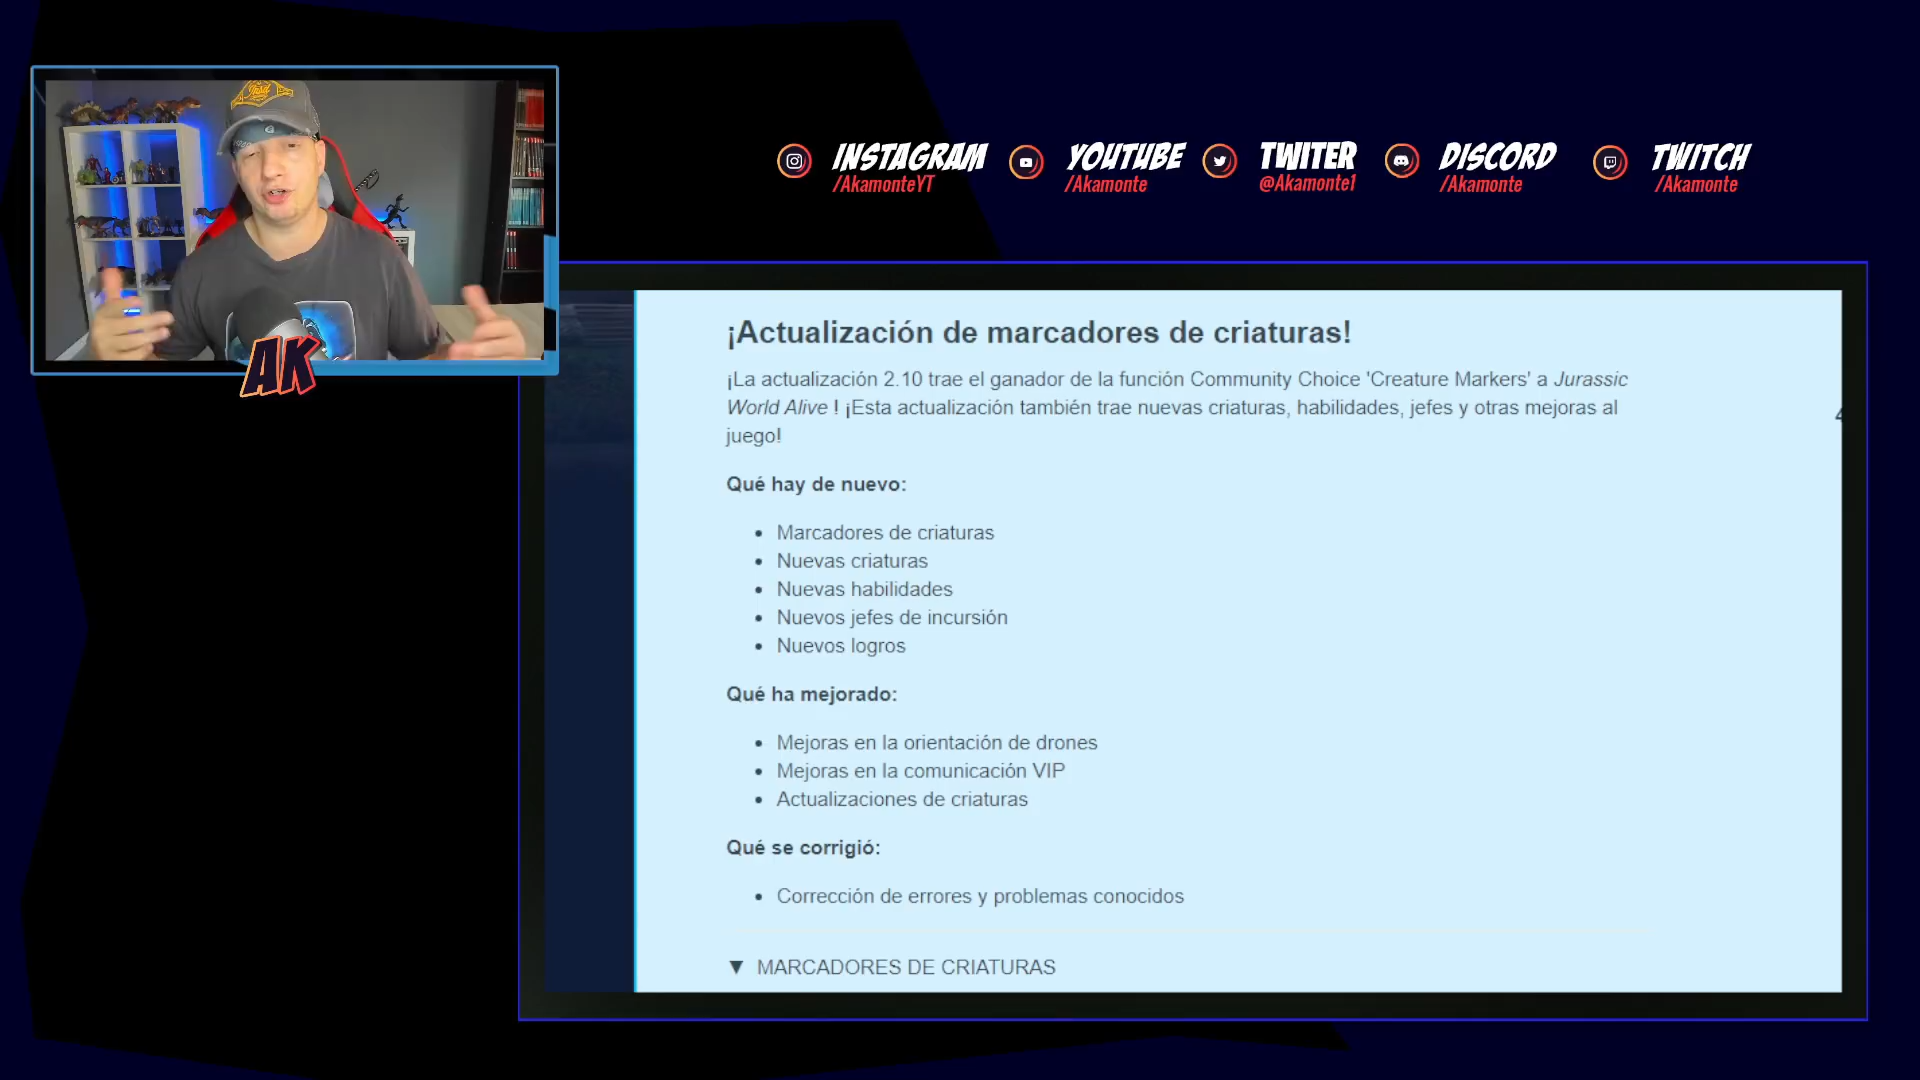 INSTAGRAM
/AkamonteYT
YOUTUBE
/Akamonte
TWITER
@Akamonte1
DISCORD
/Akamonte
TWITCH
/Akamonte
AK
¡Actualización de marcadores de criaturas!
¡La actualización 2.10 trae el ganador de la función Community Choice 'Creature Markers' a Jurassic
World Alive ! ¡Esta actualización también trae nuevas criaturas, habilidades, jefes y otras mejoras al
juego!
Qué hay de nuevo:
• Marcadores de criaturas
• Nuevas criaturas
• Nuevas habilidades
• Nuevos jefes de incursión
• Nuevos logros
Qué ha mejorado:
• Mejoras en la orientación de drones
• Mejoras en la comunicación VIP
• Actualizaciones de criaturas
Qué se corrigió:
• Corrección de errores y problemas conocidos
▼ MARCADORES DE CRIATURAS